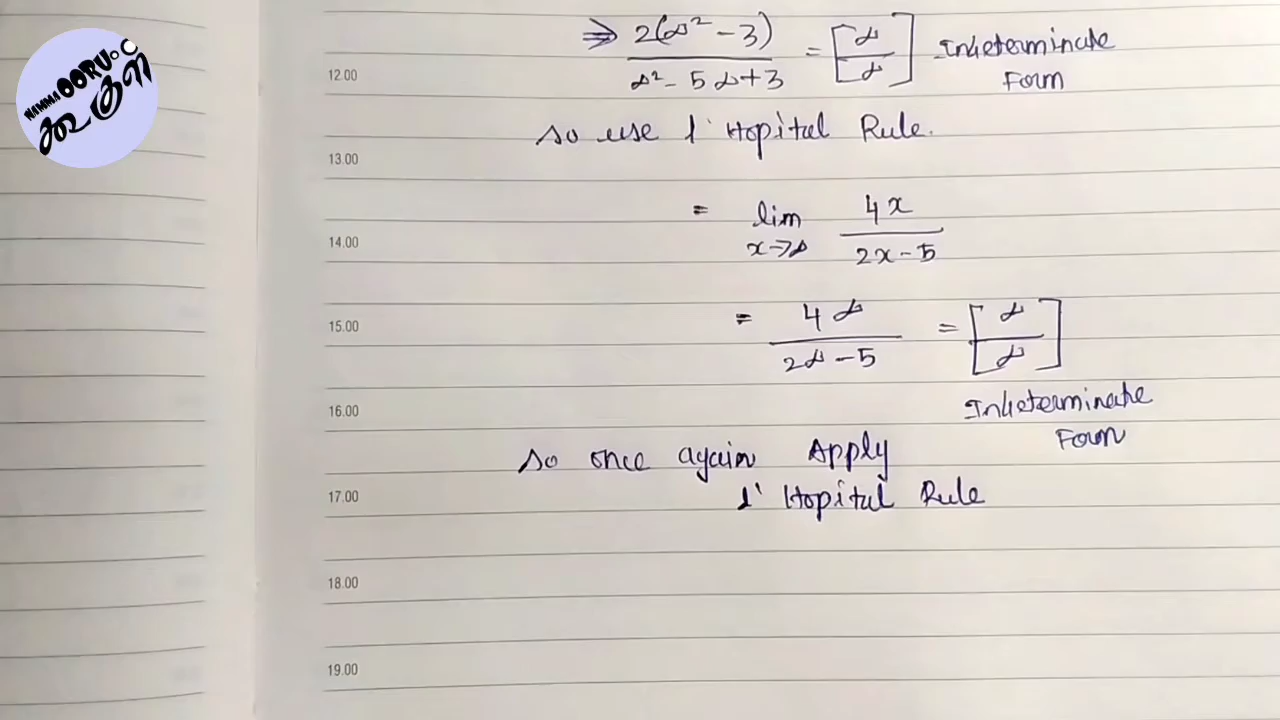 NAMMA OORU
கூகுள்
⇒ 2(∞² - 3) / ∞² - 5∞ + 3 = [∞/∞] Indeterminate
Form
12.00
so use l' Hopital Rule.
13.00
= lim x→∞ 4x / 2x - 5
14.00
= 4∞ / 2∞ - 5 = [∞/∞]
15.00
Indeterminate
Form
16.00
so once again Apply
l' Hopital Rule
17.00
18.00
19.00